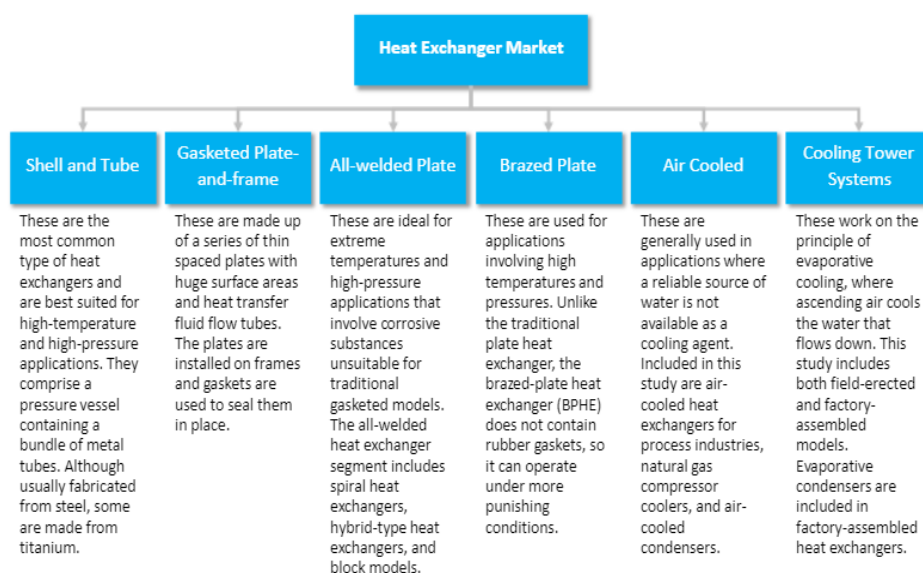 Heat Exchanger Market
Shell and Tube
Gasketed Plate-
and-frame
All-welded Plate
Brazed Plate
Air Cooled
Cooling Tower
Systems
These are the
most common
type of heat
exchangers and
are best suited for
high-temperature
and high-pressure
applications. They
comprise a
pressure vessel
containing a
bundle of metal
tubes. Although
usually fabricated
from steel, some
are made from
titanium.
These are made up
of a series of thin
spaced plates with
huge surface areas
and heat transfer
fluid flow tubes.
The plates are
installed on frames
and gaskets are
used to seal them
in place.
These are ideal for
extreme
temperatures and
high-pressure
applications that
involve corrosive
substances
unsuitable for
traditional
gasketed models.
The all-welded
heat exchanger
segment includes
spiral heat
exchangers,
hybrid-type heat
exchangers, and
block models.
These are used for
applications
involving high
temperatures and
pressures. Unlike
the traditional
plate heat
exchanger, the
brazed-plate heat
exchanger (BPHE)
does not contain
rubber gaskets, so
it can operate
under more
punishing
conditions.
These are
generally used in
applications where
a reliable source of
water is not
available as a
cooling agent.
Included in this
study are air-
cooled heat
exchangers for
process industries,
natural gas
compressor
coolers, and air-
cooled
condensers.
These work on the
principle of
evaporative
cooling, where
ascending air cools
the water that
flows down. This
study includes
both field-erected
and factory-
assembled
models.
Evaporative
condensers are
included in
factory-assembled
heat exchangers.